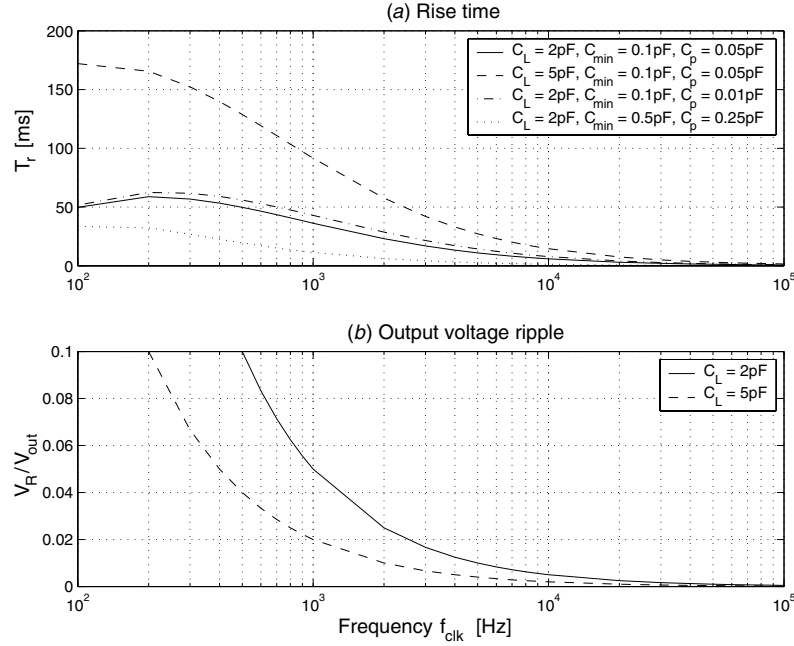 (a) Rise time
200
150
100
50
0
T_r [ms]
C_L = 2pF, C_min = 0.1pF, C_p = 0.05pF
C_L = 5pF, C_min = 0.1pF, C_p = 0.05pF
C_L = 2pF, C_min = 0.1pF, C_p = 0.01pF
C_L = 2pF, C_min = 0.5pF, C_p = 0.25pF
10^2 10^3 10^4 10^5
(b) Output voltage ripple
0.1
0.08
0.06
0.04
0.02
0
V_R/V_out
C_L = 2pF
C_L = 5pF
10^2 10^3 10^4 10^5
Frequency f_clk [Hz]